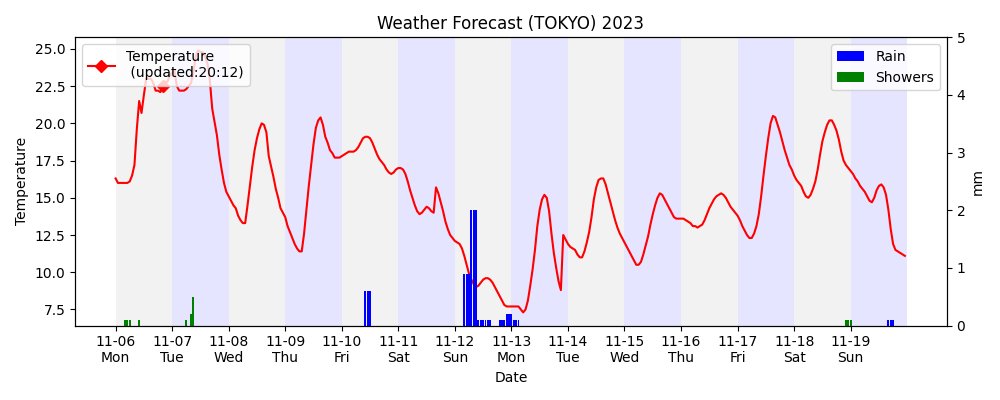 Weather Forecast (TOKYO) 2023
Temperature
(updated:20:12)
Rain
Showers
25.0
22.5
20.0
17.5
15.0
12.5
10.0
7.5
Temperature
5
4
3
2
1
0
mm
11-06 11-07 11-08 11-09 11-10 11-11 11-12 11-13 11-14 11-15 11-16 11-17 11-18 11-19
Mon Tue Wed Thu Fri Sat Sun Mon Tue Wed Thu Fri Sat Sun
Date